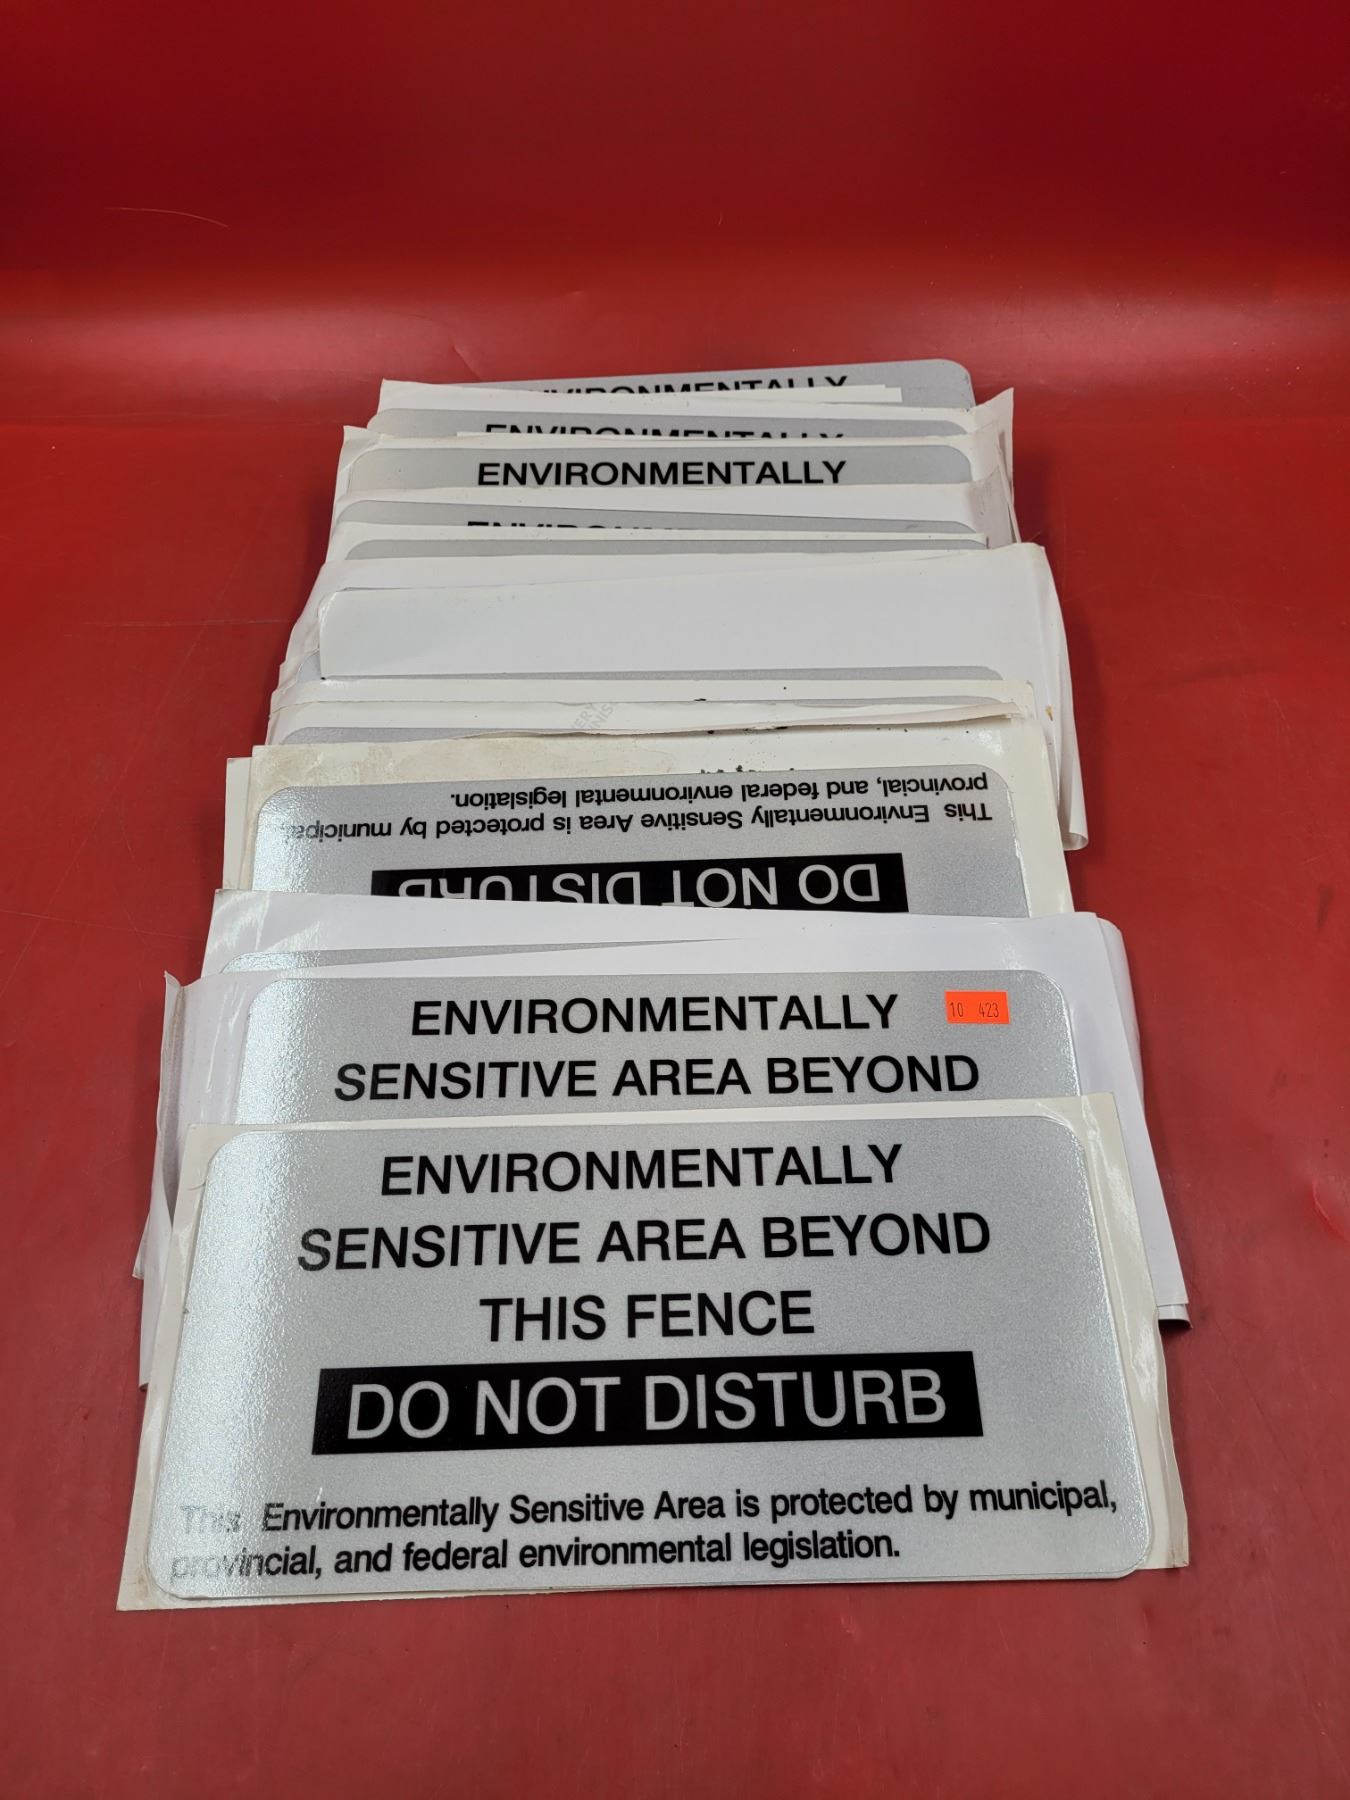 ENVIRONMENTALLY
ENVIRONMENTALLY
ENVIRONMENTALLY
This Environmentally Sensitive Area is protected by municipal,
provincial, and federal environmental legislation.
DO NOT DISTURB
ENVIRONMENTALLY
10 423
SENSITIVE AREA BEYOND
ENVIRONMENTALLY
SENSITIVE AREA BEYOND
THIS FENCE
DO NOT DISTURB
This Environmentally Sensitive Area is protected by municipal,
provincial, and federal environmental legislation.